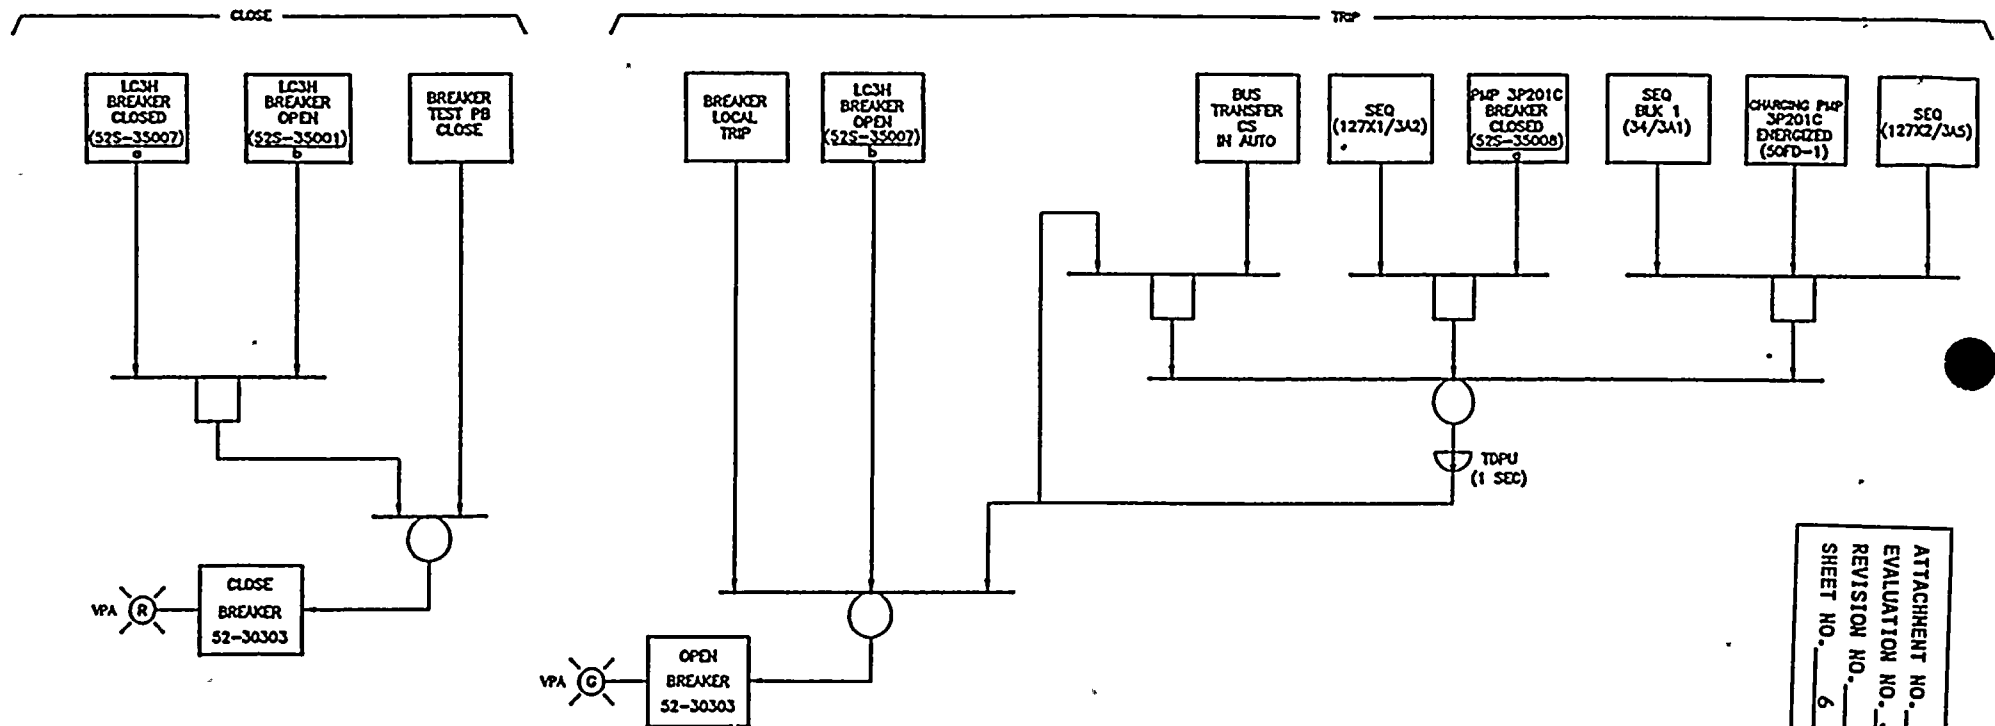 CLOSE
TRIP
LC3H
BREAKER
CLOSED
(52S-35007)
a
LC3H
BREAKER
OPEN
(52S-35001)
b
BREAKER
TEST PB
CLOSE
BREAKER
LOCAL
TRIP
LC3H
BREAKER
OPEN
(52S-35007)
b
BUS
TRANSFER
CS
IN AUTO
SEQ
(127X1/3A2)
PMP 3P201C
BREAKER
CLOSED
(52S-35008)
a
SEQ
BLK 1
(34/3A1)
CHARGING PMP
3P201C
ENERGIZED
(50FD-1)
SEQ
(127X2/3A5)
TDPU
(1 SEC)
VPA
R
CLOSE
BREAKER
52-30303
VPA
G
OPEN
BREAKER
52-30303
ATTACHMENT NO.
EVALUATION NO.
REVISION NO.
SHEET NO. 6